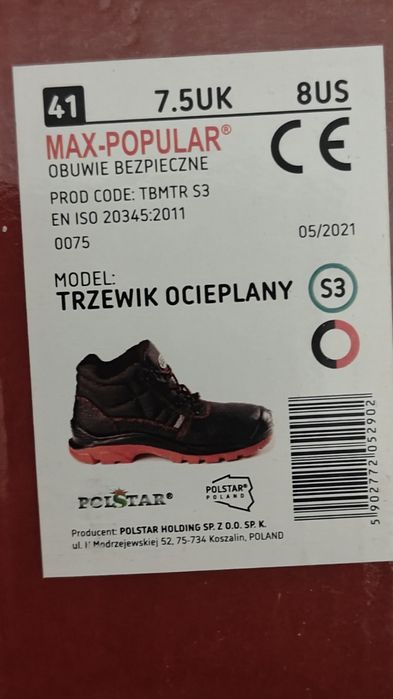 41 7.5UK 8US
MAX-POPULAR®
OBUWIE BEZPIECZNE
PROD CODE: TBMTR S3
EN ISO 20345:2011
0075 05/2021
CE
MODEL:
TRZEWIK OCIEPLANY S3
POLSTAR®
POLSTAR®
POLAND
5902772052902
Producent: POLSTAR HOLDING SP. Z O.O. SP. K.
ul. Modrzejewskiej 52, 75-734 Koszalin, POLAND